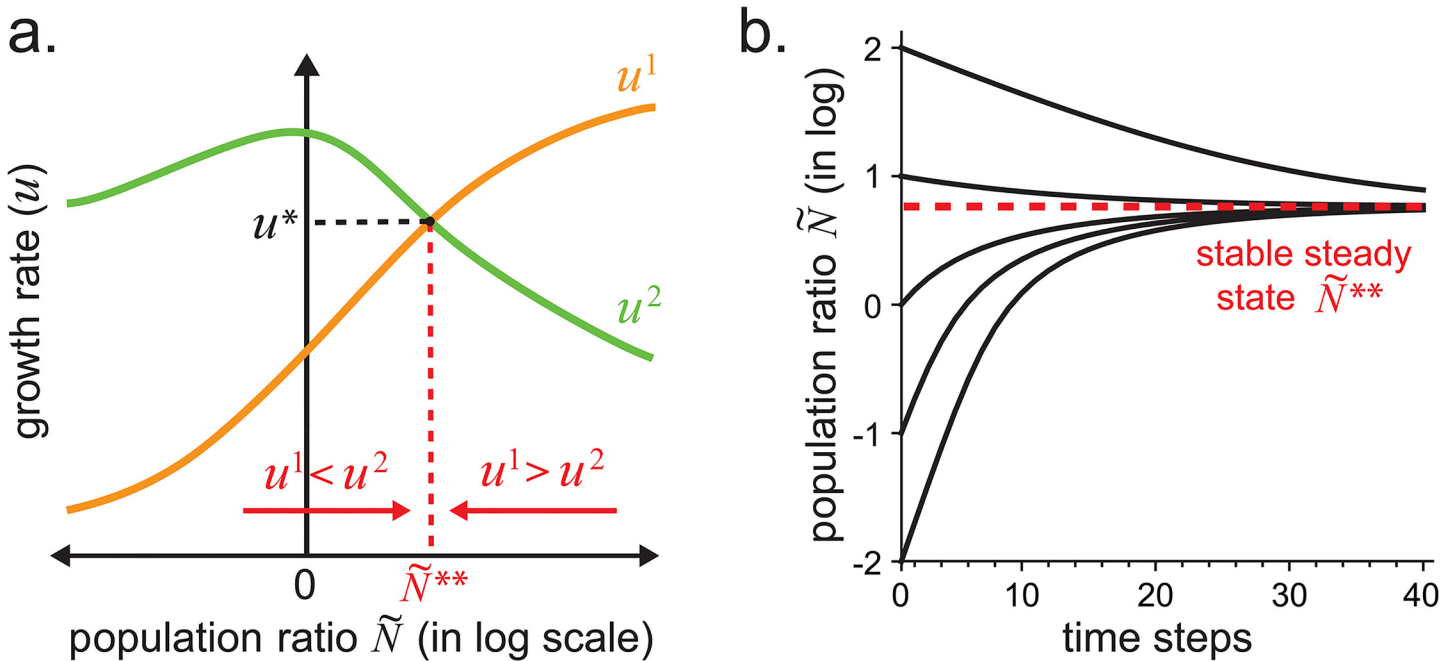 a.
growth rate (u)
u¹
u*
u²
u¹ < u²
u¹ > u²
0
Ñ**
population ratio Ñ (in log scale)
b.
population ratio Ñ (in log)
2
1
0
-1
-2
stable steady
state Ñ**
0 10 20 30 40
time steps